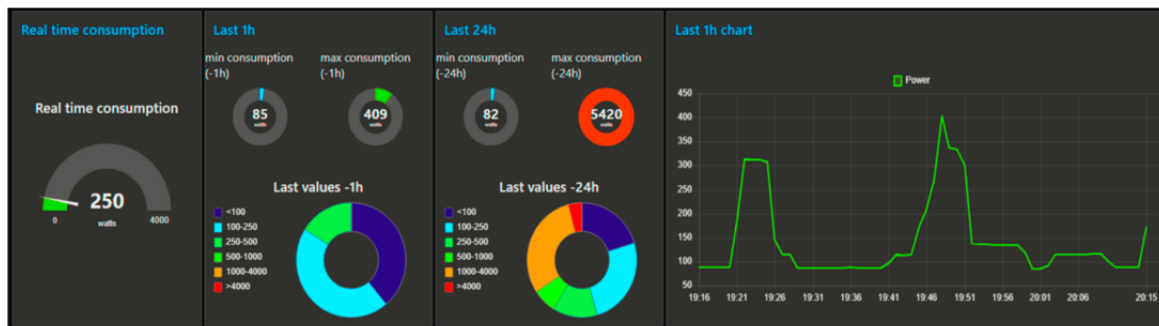 Real time consumption
Real time consumption
250
watts
0
4000
Last 1h
min consumption
(-1h)
max consumption
(-1h)
85
watts
409
watts
Last values -1h
<100
100-250
250-500
500-1000
1000-4000
>4000
Last 24h
min consumption
(-24h)
max consumption
(-24h)
82
watts
5420
watts
Last values -24h
<100
100-250
250-500
500-1000
1000-4000
>4000
Last 1h chart
Power
450
400
350
300
250
200
150
100
50
19:16 19:21 19:26 19:31 19:36 19:41 19:46 19:51 19:56 20:01 20:06 20:15